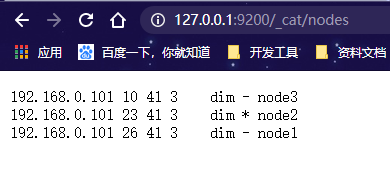 127.0.0.1:9200/_cat/nodes
应用 百度一下，你就知道 开发工具 资料文档
192.168.0.101 10 41 3    dim - node3
192.168.0.101 23 41 3    dim * node2
192.168.0.101 26 41 3    dim - node1